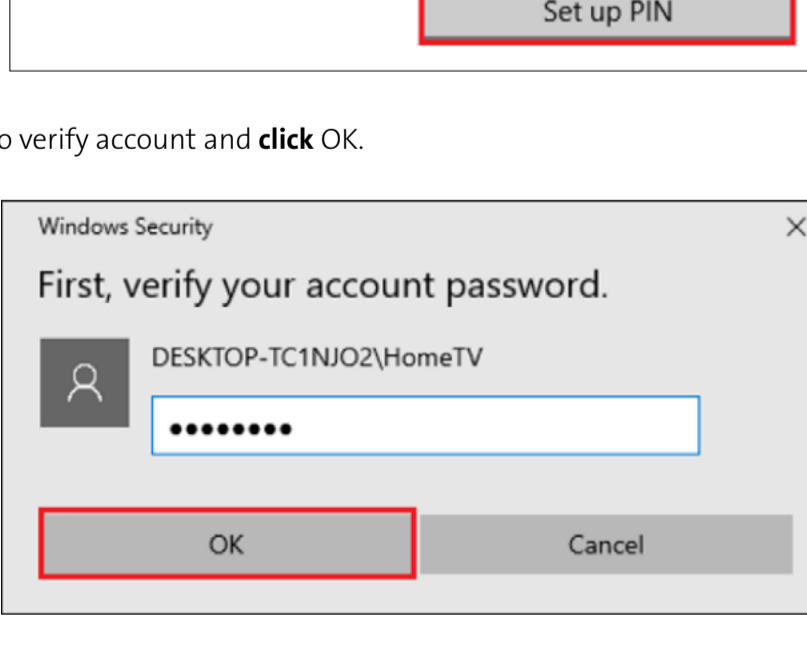 Set up PIN
o verify account and click OK.
Windows Security
First, verify your account password.
DESKTOP-TC1NJO2\HomeTV
●●●●●●●●
OK
Cancel